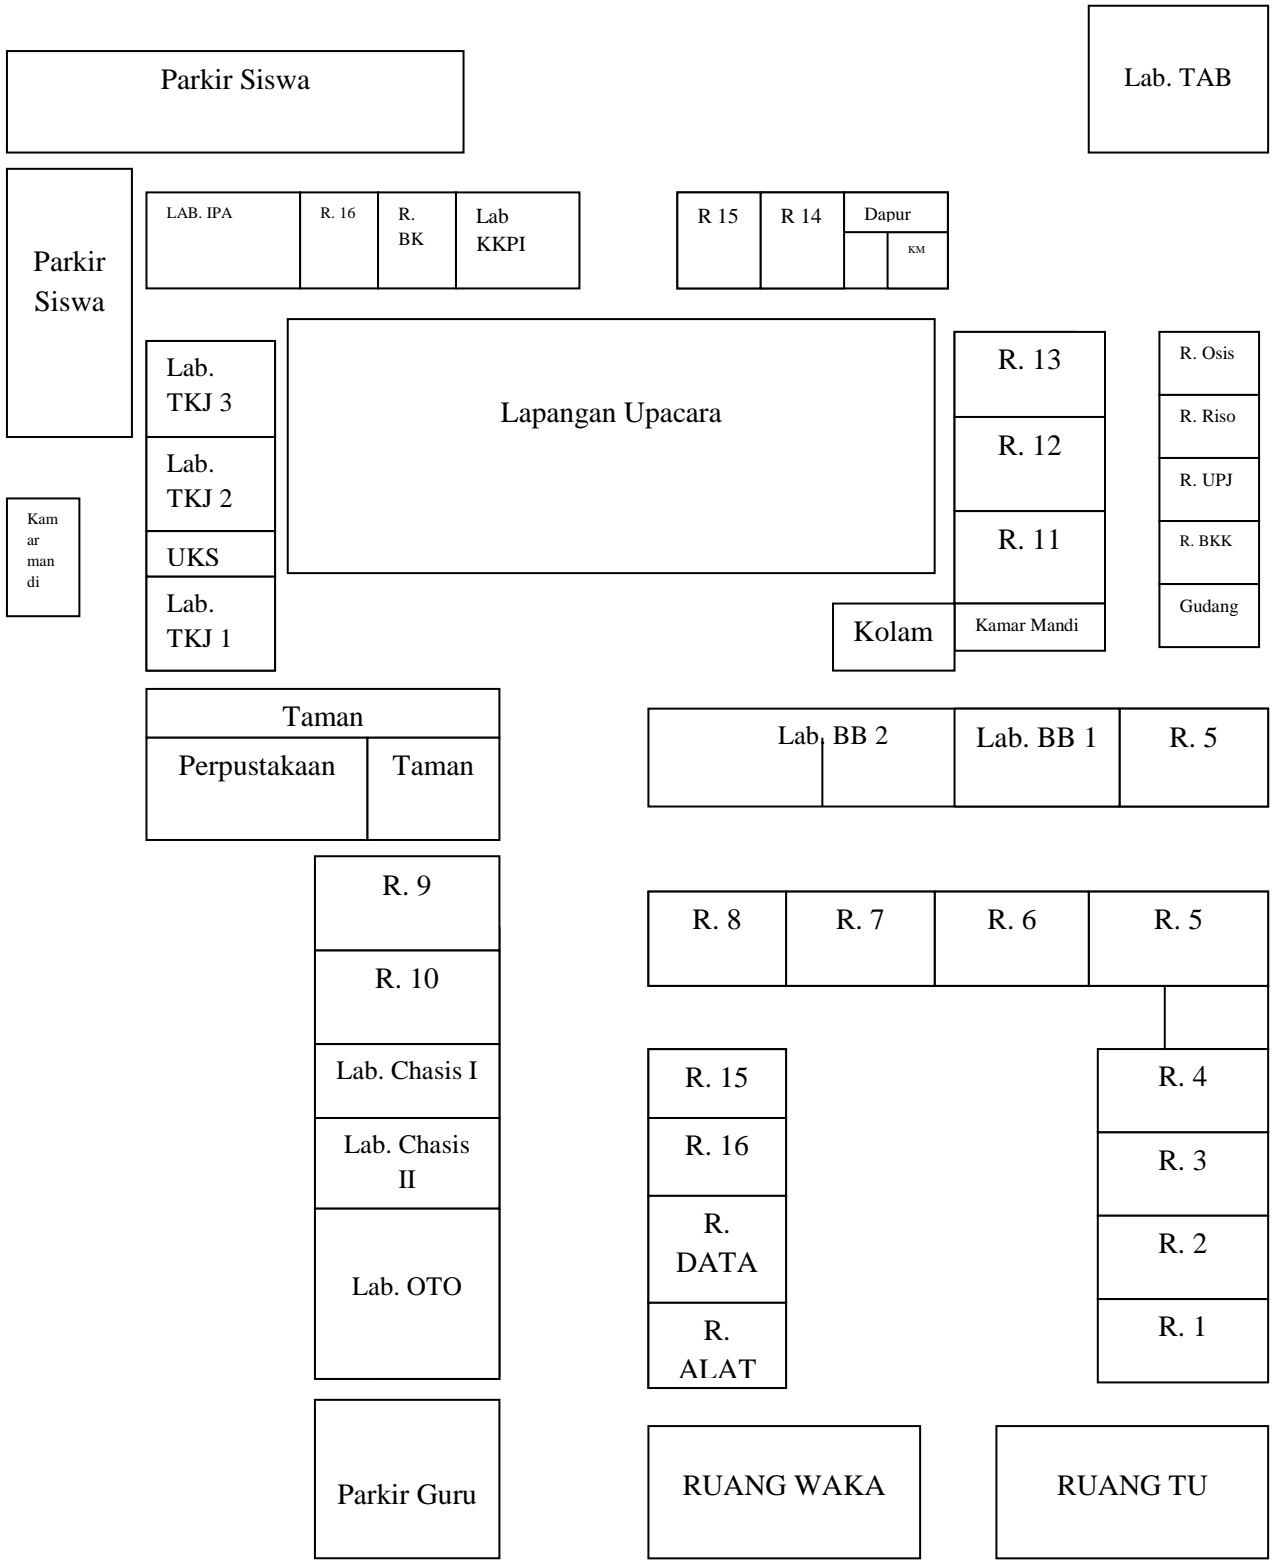 Lab. TAB
Parkir Siswa
Parkir
Siswa
LAB. IPA
R. 16
R.
BK
Lab
KKPI
R 15
R 14
Dapur
KM
Lab.
TKJ 3
Lab.
TKJ 2
UKS
Lab.
TKJ 1
Kam
ar
man
di
Lapangan Upacara
R. 13
R. 12
R. 11
Kolam
Kamar Mandi
R. Osis
R. Riso
R. UPJ
R. BKK
Gudang
Taman
Perpustakaan
Taman
Lab. BB 2
Lab. BB 1
R. 5
R. 9
R. 10
Lab. Chasis I
Lab. Chasis
II
Lab. OTO
R. 8
R. 7
R. 6
R. 5
R. 15
R. 16
R.
DATA
R.
ALAT
R. 4
R. 3
R. 2
R. 1
Parkir Guru
RUANG WAKA
RUANG TU